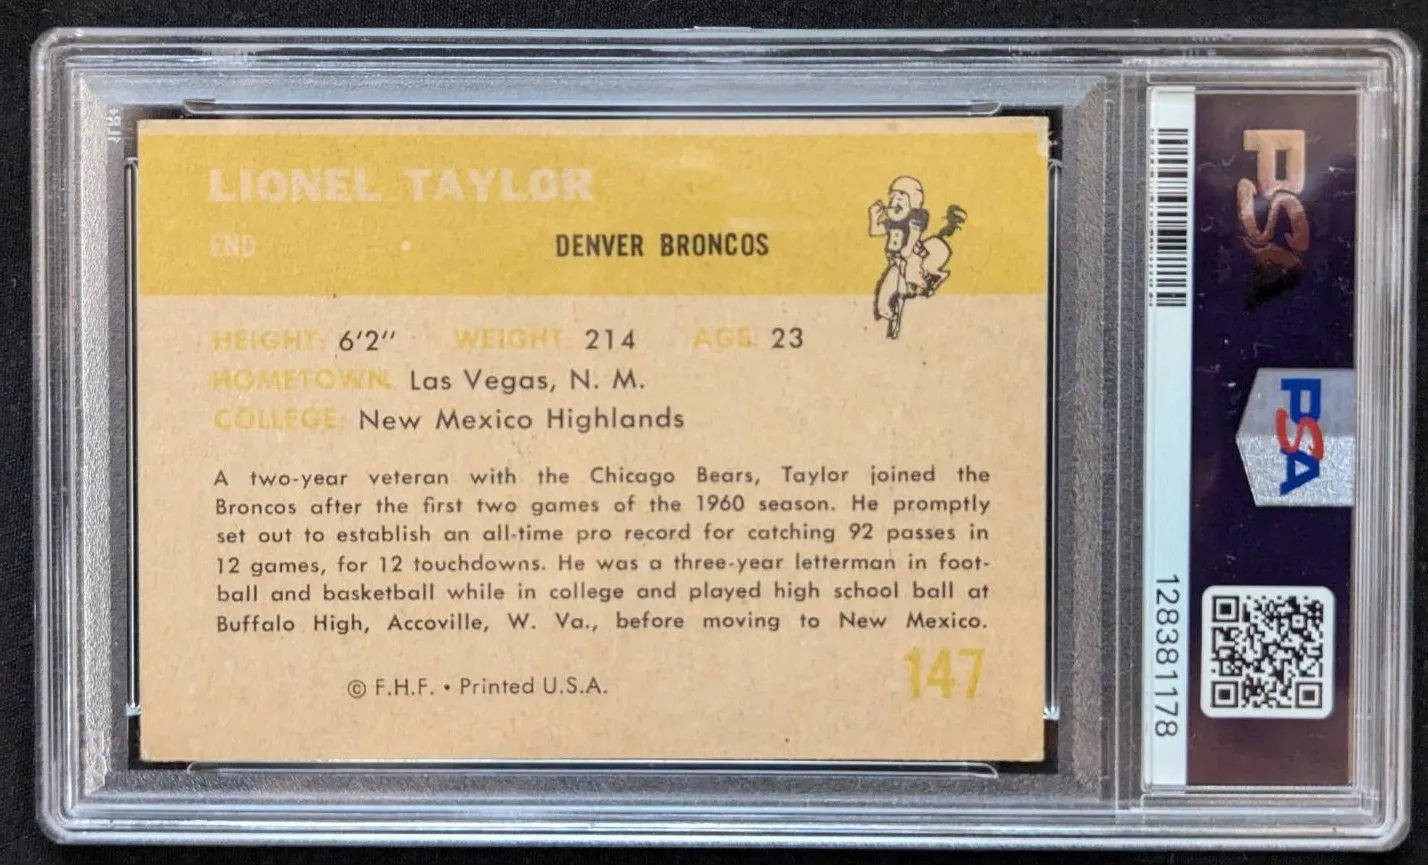 LIONEL TAYLOR
END DENVER BRONCOS
8
HEIGHT: 6'2" WEIGHT: 214 AGE: 23
HOMETOWN: Las Vegas, N. M.
COLLEGE: New Mexico Highlands
A two-year veteran with the Chicago Bears, Taylor joined the
Broncos after the first two games of the 1960 season. He promptly
set out to establish an all-time pro record for catching 92 passes in
12 games, for 12 touchdowns. He was a three-year letterman in foot-
ball and basketball while in college and played high school ball at
Buffalo High, Accoville, W. Va., before moving to New Mexico.
147
© F.H.F. • Printed U.S.A.
128381178
PSA
PSA